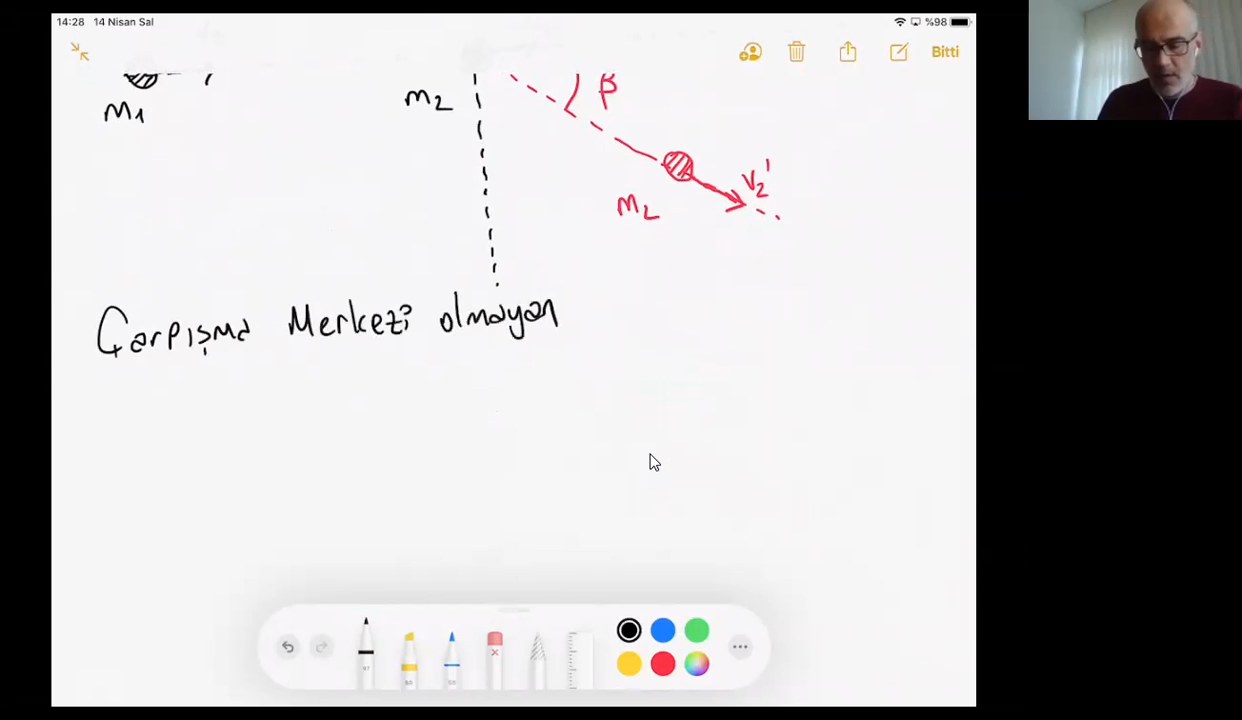 14:28 14 Nisan Sal %98
Bitti
β
m1 m2
v2'
m2
Çarpışma Merkezi olmayan